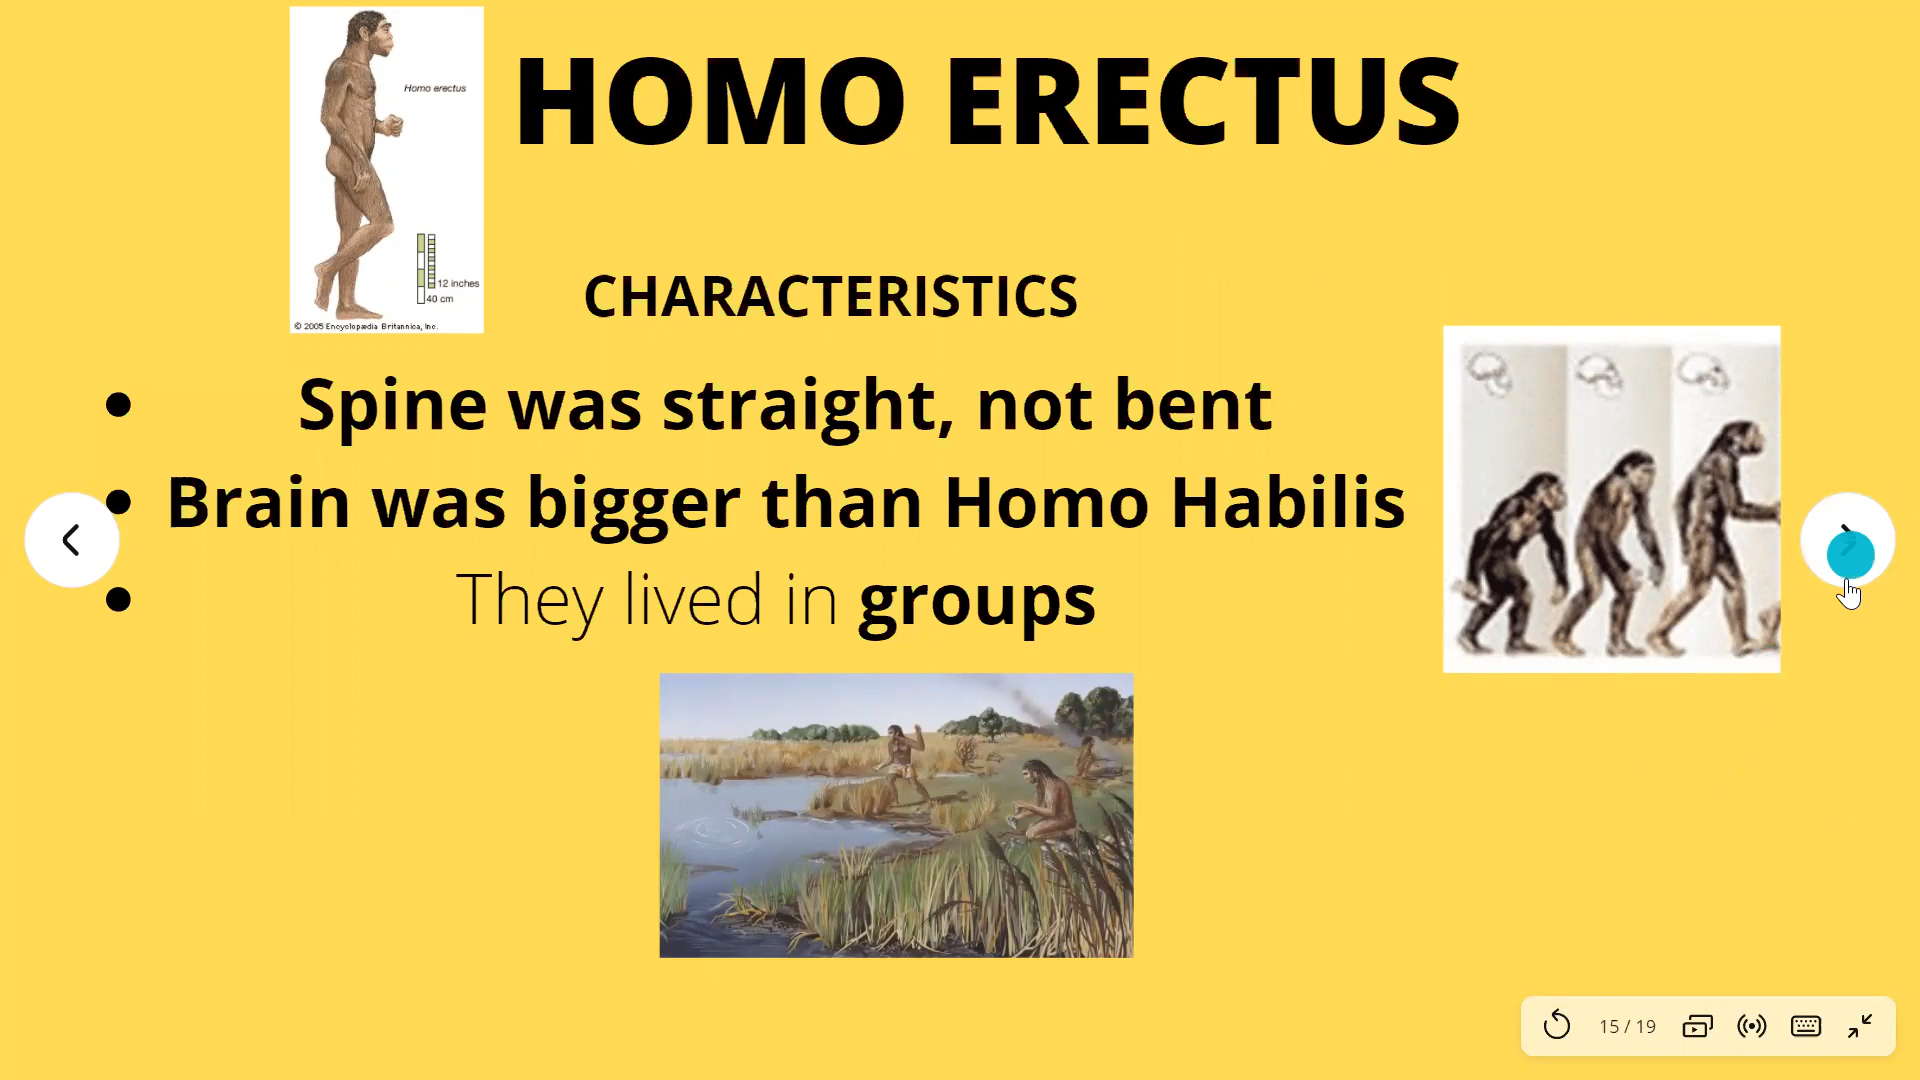 HOMO ERECTUS
Homo erectus
12 inches
40 cm
© 2005 Encyclopædia Britannica, Inc.
CHARACTERISTICS
Spine was straight, not bent
Brain was bigger than Homo Habilis
They lived in groups
15 / 19